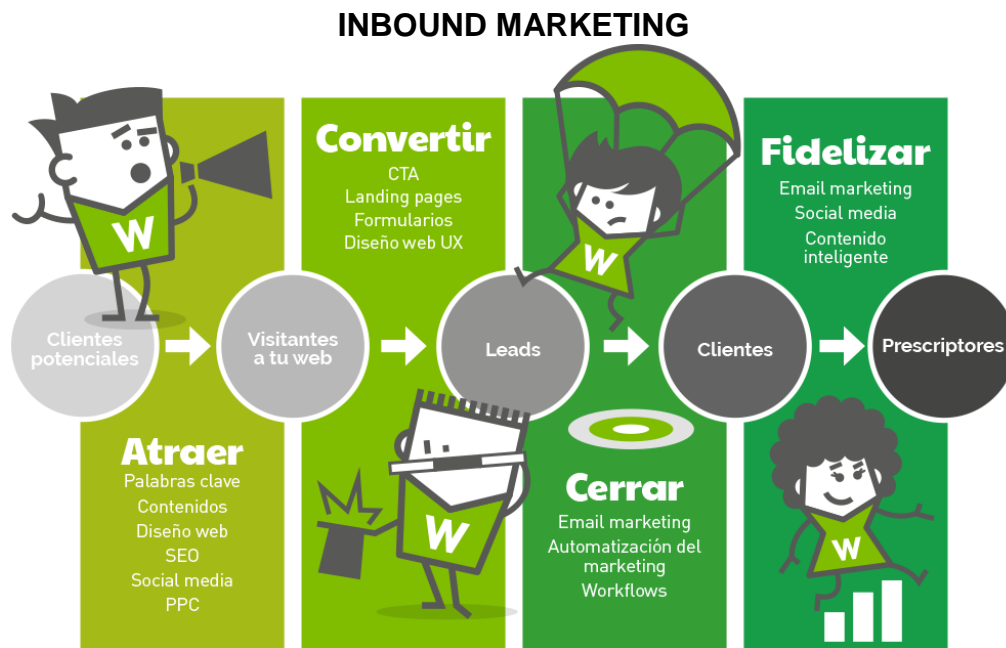 INBOUND MARKETING
Convertir
CTA
Landing pages
Formularios
Diseño web UX
Fidelizar
Email marketing
Social media
Contenido
inteligente
W
W
Clientes
potenciales
Visitantes
a tu web
Leads
Clientes
Prescriptores
Atraer
Palabras clave
Contenidos
Diseño web
SEO
Social media
PPC
W
Cerrar
Email marketing
Automatización del
marketing
Workflows
W